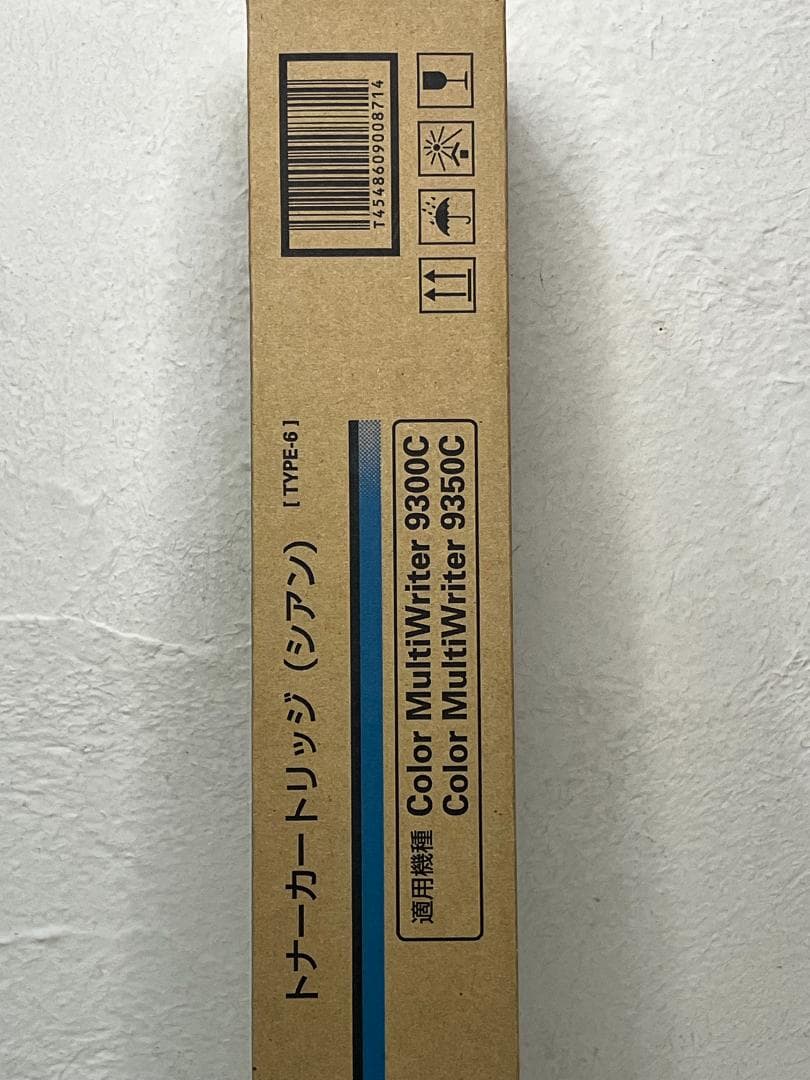 トナーカートリッジ（シアン） [ TYPE-6 ]
適用機種 Color MultiWriter 9300C
Color MultiWriter 9350C
T4548609008714